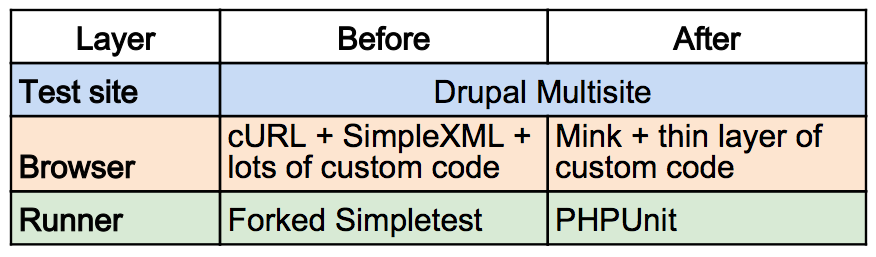 Layer Before After
Test site Drupal Multisite
Browser cURL + SimpleXML + lots of custom code Mink + thin layer of custom code
Runner Forked Simpletest PHPUnit